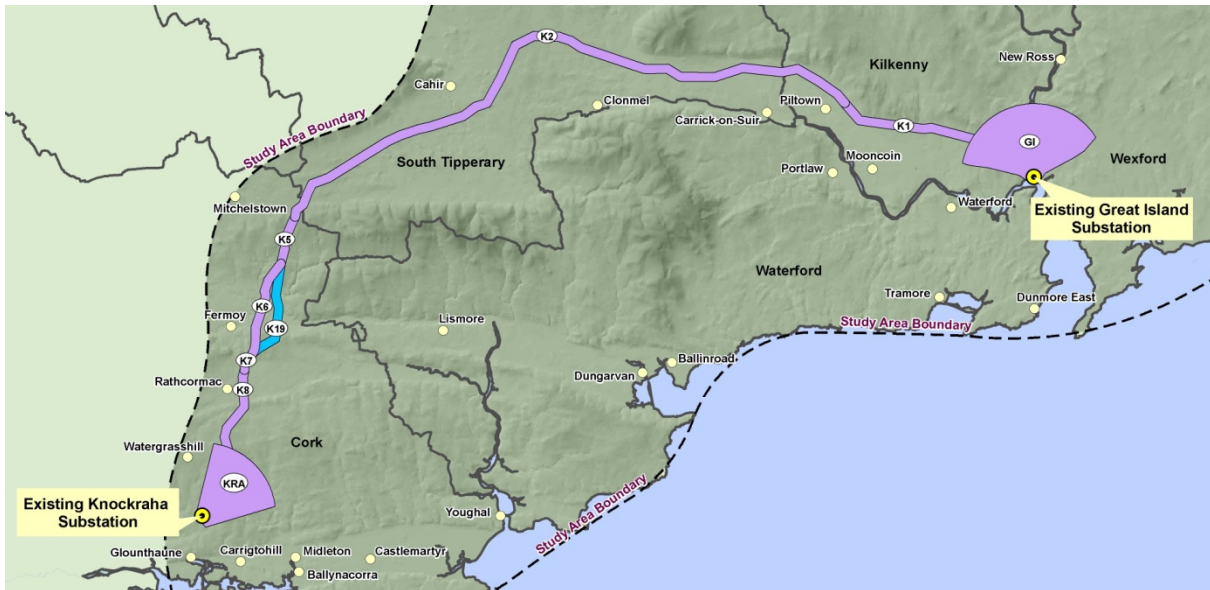 K2
New Ross
Kilkenny
Cahir
Clonmel
Piltown
Carrick-on-Suir
K1
GI
Study Area Boundary
South Tipperary
Mooncoin
Portlaw
Wexford
Mitchelstown
Waterford
Existing Great Island
Substation
K5
Waterford
K6
Tramore
Dunmore East
Fermoy
K19
Lismore
Study Area Boundary
K7
Ballinroad
Dungarvan
Rathcormac
K8
Watergrasshill
Cork
KRA
Existing Knockraha
Substation
Youghal
Study Area Boundary
Glounthaune
Carrigtohill
Midleton
Castlemartyr
Ballynacorra